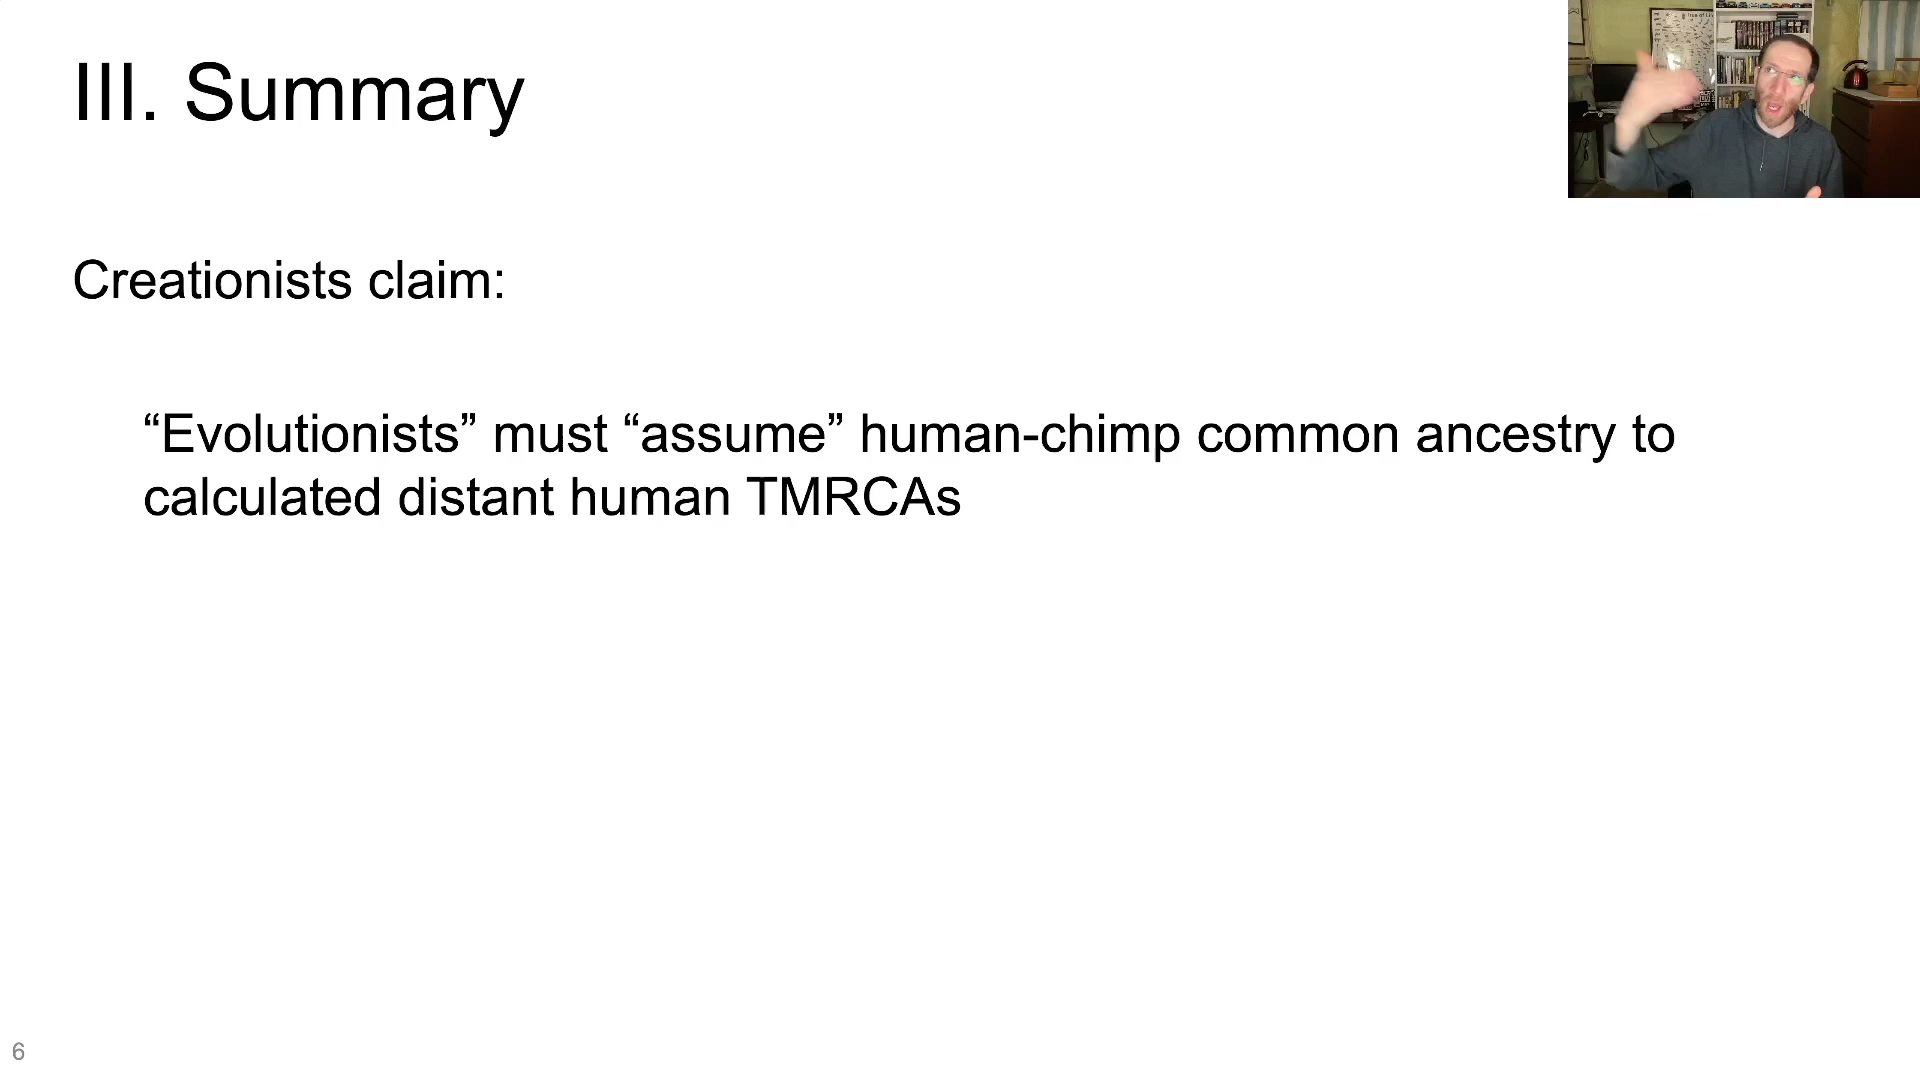 III. Summary
Creationists claim:
“Evolutionists” must “assume” human-chimp common ancestry to
calculated distant human TMRCAs
6